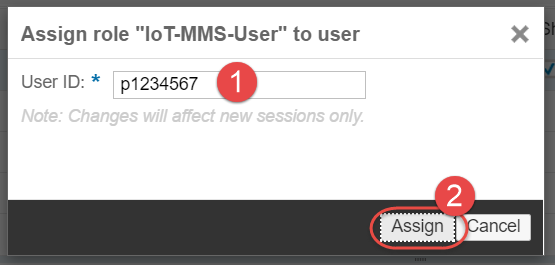 Assign role "IoT-MMS-User" to user
User ID: * p1234567 1
Note: Changes will affect new sessions only.
2
Assign Cancel